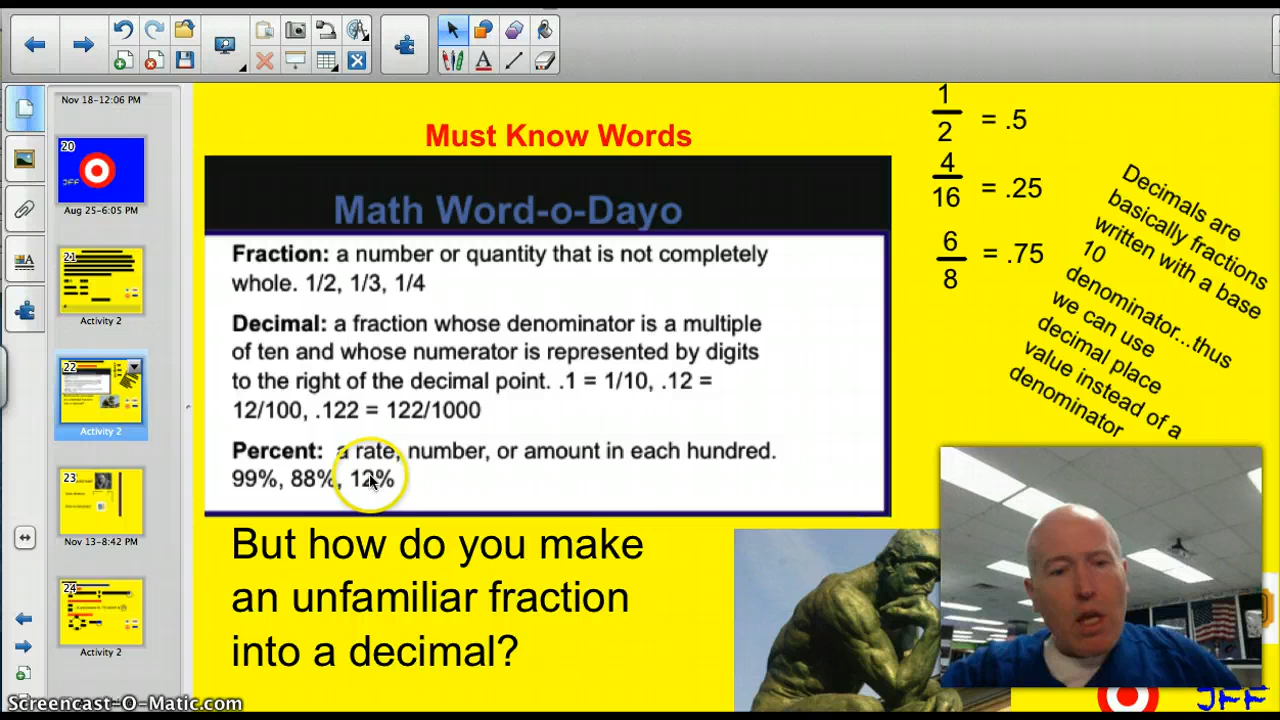 Nov 18-12:06 PM
20
JFF
Aug 25-6:05 PM
21
Activity 2
22
Activity 2
23
Nov 13-8:42 PM
24
Activity 2
Must Know Words
Math Word-o-Dayo
Fraction: a number or quantity that is not completely
whole. 1/2, 1/3, 1/4
Decimal: a fraction whose denominator is a multiple
of ten and whose numerator is represented by digits
to the right of the decimal point. .1 = 1/10, .12 =
12/100, .122 = 122/1000
Percent: a rate, number, or amount in each hundred.
99%, 88%, 12%
But how do you make
an unfamiliar fraction
into a decimal?
1
2
= .5
4
16
= .25
6
8
= .75
Decimals are
basically fractions
written with a base
10
denominator...thus
we can use
decimal place
value instead of a
denominator
JFF
Screencast-O-Matic.com